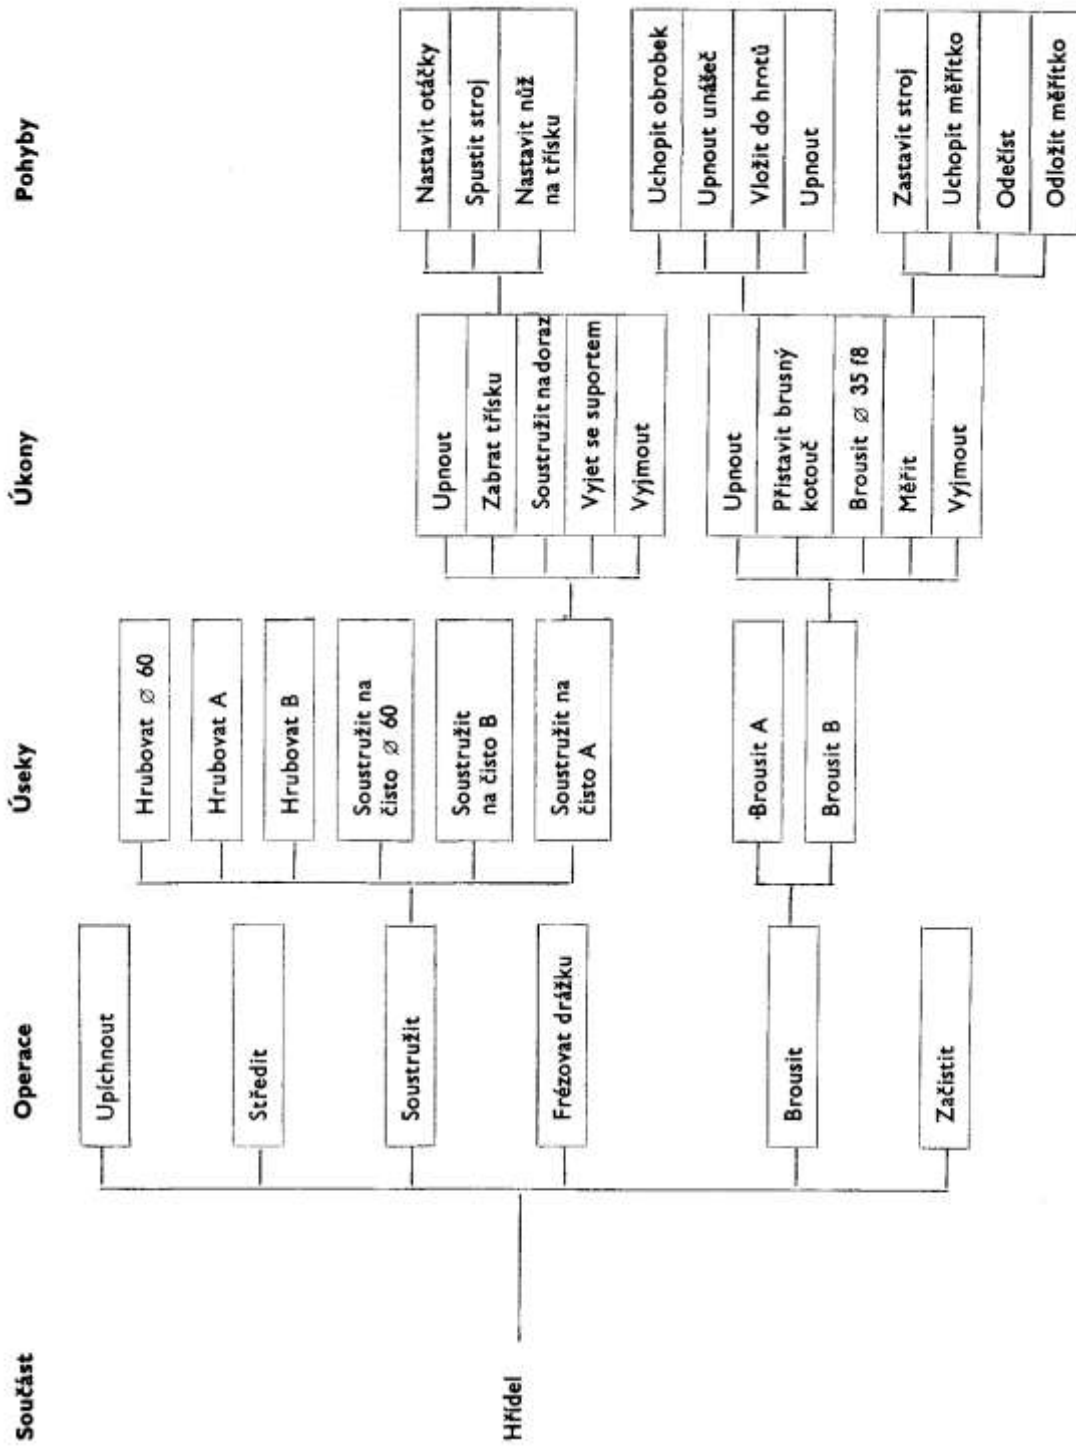 Součást
Operace
Úseky
Úkony
Pohyby
Hřídel
Upíchnout
Středit
Soustružit
Frézovat drážku
Brousit
Začistit
Hrubovat ∅ 60
Hrubovat A
Hrubovat B
Soustružit na
čisto ∅ 60
Soustružit
na čisto B
Soustružit na
čisto A
Brousit A
Brousit B
Upnout
Zabrat třísku
Soustružit na doraz
Vyjet se suportem
Vyjmout
Upnout
Přistavit brusný
kotouč
Brousit ∅ 35 f8
Měřit
Vyjmout
Nastavit otáčky
Spustit stroj
Nastavit nůž
na třísku
Uchopit obrobek
Upnout unášeč
Vložit do hrotů
Upnout
Zastavit stroj
Uchopit měřítko
Odečíst
Odložit měřítko